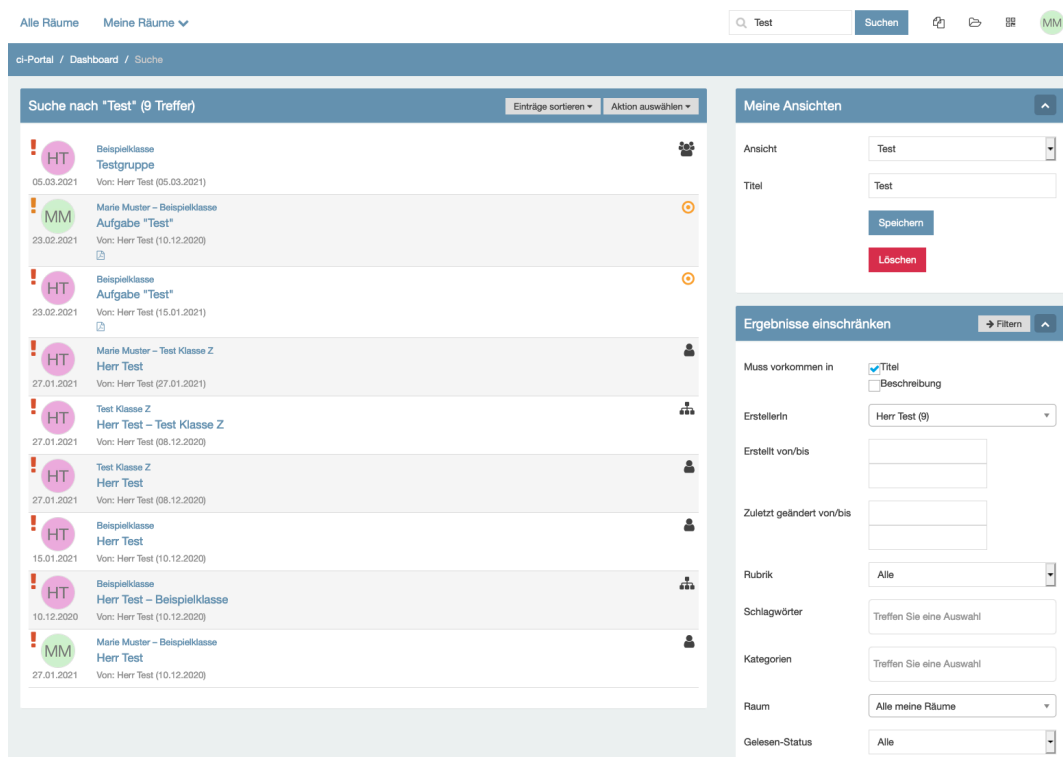 Alle Räume Meine Räume Test Suchen MM
ci-Portal / Dashboard / Suche
Suche nach "Test" (9 Treffer) Einträge sortieren Aktion auswählen
HT Beispielklasse
Testgruppe
05.03.2021 Von: Herr Test (05.03.2021)
MM Marie Muster – Beispielklasse
Aufgabe "Test"
23.02.2021 Von: Herr Test (10.12.2020)
HT Beispielklasse
Aufgabe "Test"
23.02.2021 Von: Herr Test (15.01.2021)
HT Marie Muster – Test Klasse Z
Herr Test
27.01.2021 Von: Herr Test (27.01.2021)
HT Test Klasse Z
Herr Test – Test Klasse Z
27.01.2021 Von: Herr Test (08.12.2020)
HT Test Klasse Z
Herr Test
27.01.2021 Von: Herr Test (08.12.2020)
HT Beispielklasse
Herr Test
15.01.2021 Von: Herr Test (10.12.2020)
HT Beispielklasse
Herr Test – Beispielklasse
10.12.2020 Von: Herr Test (10.12.2020)
MM Marie Muster – Beispielklasse
Herr Test
27.01.2021 Von: Herr Test (10.12.2020)
Meine Ansichten
Ansicht Test
Titel Test
Speichern
Löschen
Ergebnisse einschränken Filtern
Muss vorkommen in Titel
Beschreibung
ErstellerIn Herr Test (9)
Erstellt von/bis
Zuletzt geändert von/bis
Rubrik Alle
Schlagwörter Treffen Sie eine Auswahl
Kategorien Treffen Sie eine Auswahl
Raum Alle meine Räume
Gelesen-Status Alle